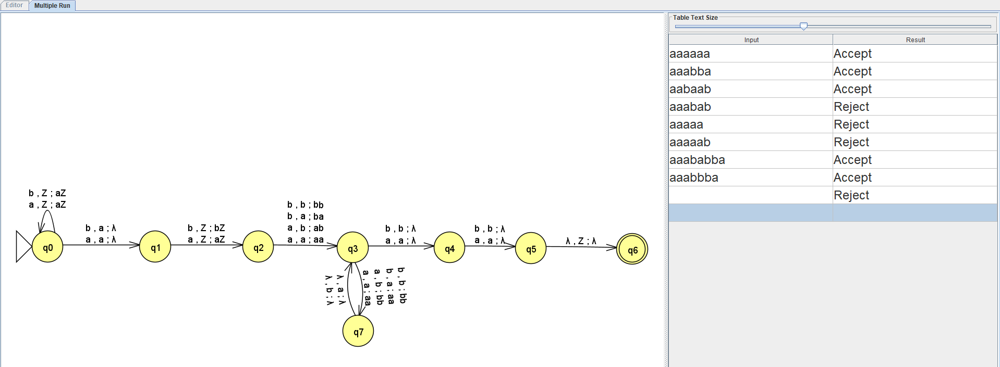 Editor
Multiple Run
Table Text Size
Input Result
aaaaaa Accept
aaabba Accept
aabaab Accept
aaabab Reject
aaaaa Reject
aaaaab Reject
aaababba Accept
aaabbba Accept
Reject
b , Z ; aZ
a , Z ; aZ
b , a ; λ
a , a ; λ
b , Z ; bZ
a , Z ; aZ
b , b ; bb
b , a ; ba
a , b ; ab
a , a ; aa
b , b ; λ
a , a ; λ
b , b ; λ
a , a ; λ
λ , Z ; λ
q0
q1
q2
q3
q4
q5
q6
λ , b ; λ
λ , a ; λ
a , a ; aa
a , b ; bb
b , a ; aa
b , b ; bb
q7